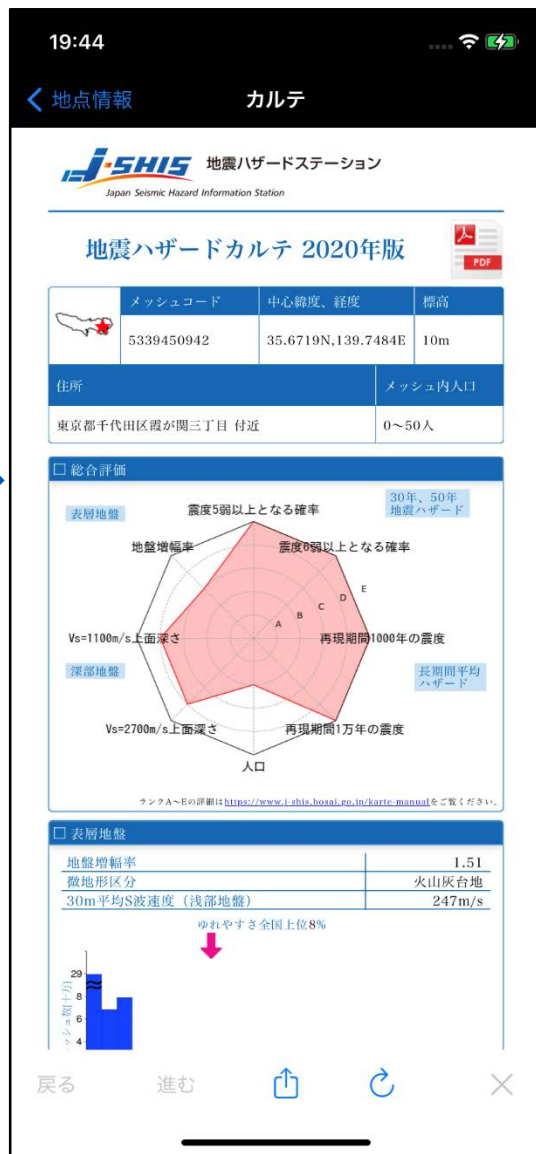 19:44
地点情報
カルテ
J-SHIS 地震ハザードステーション
Japan Seismic Hazard Information Station
地震ハザードカルテ 2020年版
PDF
メッシュコード 中心緯度、経度 標高
5339450942 35.6719N,139.7484E 10m
住所 メッシュ内人口
東京都千代田区霞が関三丁目 付近 0～50人
□ 総合評価
30年、50年
地震ハザード
表層地盤
震度5弱以上となる確率
地盤増幅率 震度6弱以上となる確率
A B C D E
Vs=1100m/s上面深さ 再現期間1000年の震度
深部地盤
長期間平均
ハザード
Vs=2700m/s上面深さ 再現期間1万年の震度
人口
ランクA～Eの詳細はhttps://www.j-shis.bosai.go.jp/karte-manualをご覧ください。
□ 表層地盤
地盤増幅率 1.51
微地形区分 火山灰台地
30m平均S波速度（浅部地盤） 247m/s
ゆれやすさ全国上位8%
29
8
6
4
ッシュ数[十万]
戻る 進む